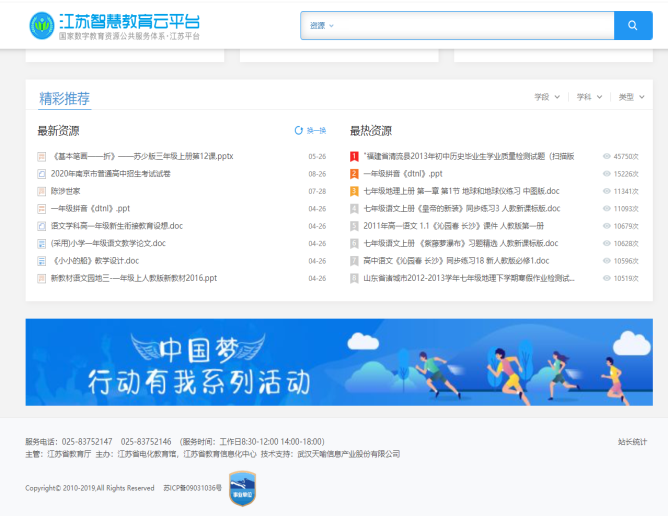 江苏智慧教育云平台
国家数字教育资源公共服务体系·江苏平台
资源
精彩推荐
学段 学科 类型
最新资源 换一换
《基本笔画——折》——苏少版三年级上册第12课.pptx 05-26
2020年南京市普通高中招生考试试卷 08-26
陈涉世家 07-28
一年级拼音《dtnl》.ppt 04-26
语文学科高一年级新生衔接教育设想.doc 04-26
(采用)小学一年级语文教学论文.doc 04-26
《小小的船》教学设计.doc 04-26
新教材语文园地三-一年级上人教版新教材2016.ppt 04-26
最热资源
1 "福建省清流县2013年初中历史毕业生学业质量检测试题（扫描版 45750次
2 一年级拼音《dtnl》.ppt 15226次
3 七年级地理上册 第一章 第1节 地球和地球仪练习 中图版.doc 11341次
4 七年级语文上册《皇帝的新装》同步练习3 人教新课标版.doc 11093次
5 2011年高一语文 1.1《沁园春 长沙》课件 人教版第一册 10679次
6 七年级语文上册 《紫藤萝瀑布》习题精选 人教新课标版.doc 10628次
7 高中语文《沁园春 长沙》同步练习18 新人教版必修1.doc 10596次
8 山东省诸城市2012-2013学年七年级地理下学期寒假作业检测试... 10519次
中国梦
行动有我系列活动
服务电话：025-83752147 025-83752146 （服务时间：工作日8:30-12:00 14:00-18:00） 站长统计
主管：江苏省教育厅 主办：江苏省电化教育馆，江苏省教育信息化中心 技术支持：武汉天喻信息产业股份有限公司
Copyright© 2010-2019,All Rights Reserved 苏ICP备09031036号
事业单位